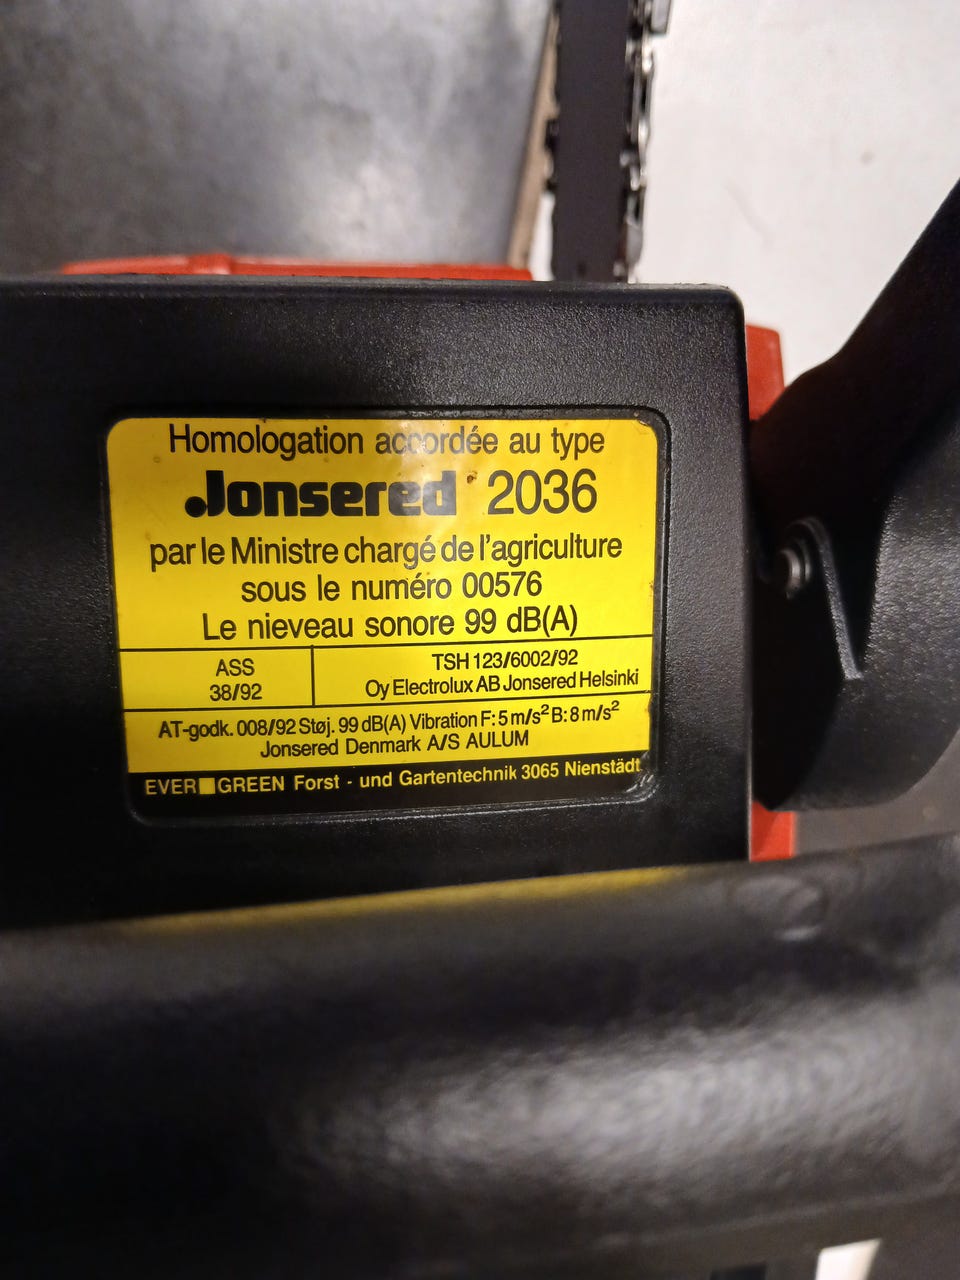 Homologation accordée au type
Jonsered 2036
par le Ministre chargé de l'agriculture
sous le numéro 00576
Le nieveau sonore 99 dB(A)
ASS
38/92
TSH 123/6002/92
Oy Electrolux AB Jonsered Helsinki
AT-godk. 008/92 Støj. 99 dB(A) Vibration F: 5 m/s² B: 8 m/s²
Jonsered Denmark A/S AULUM
EVER GREEN Forst - und Gartentechnik 3065 Nienstädt